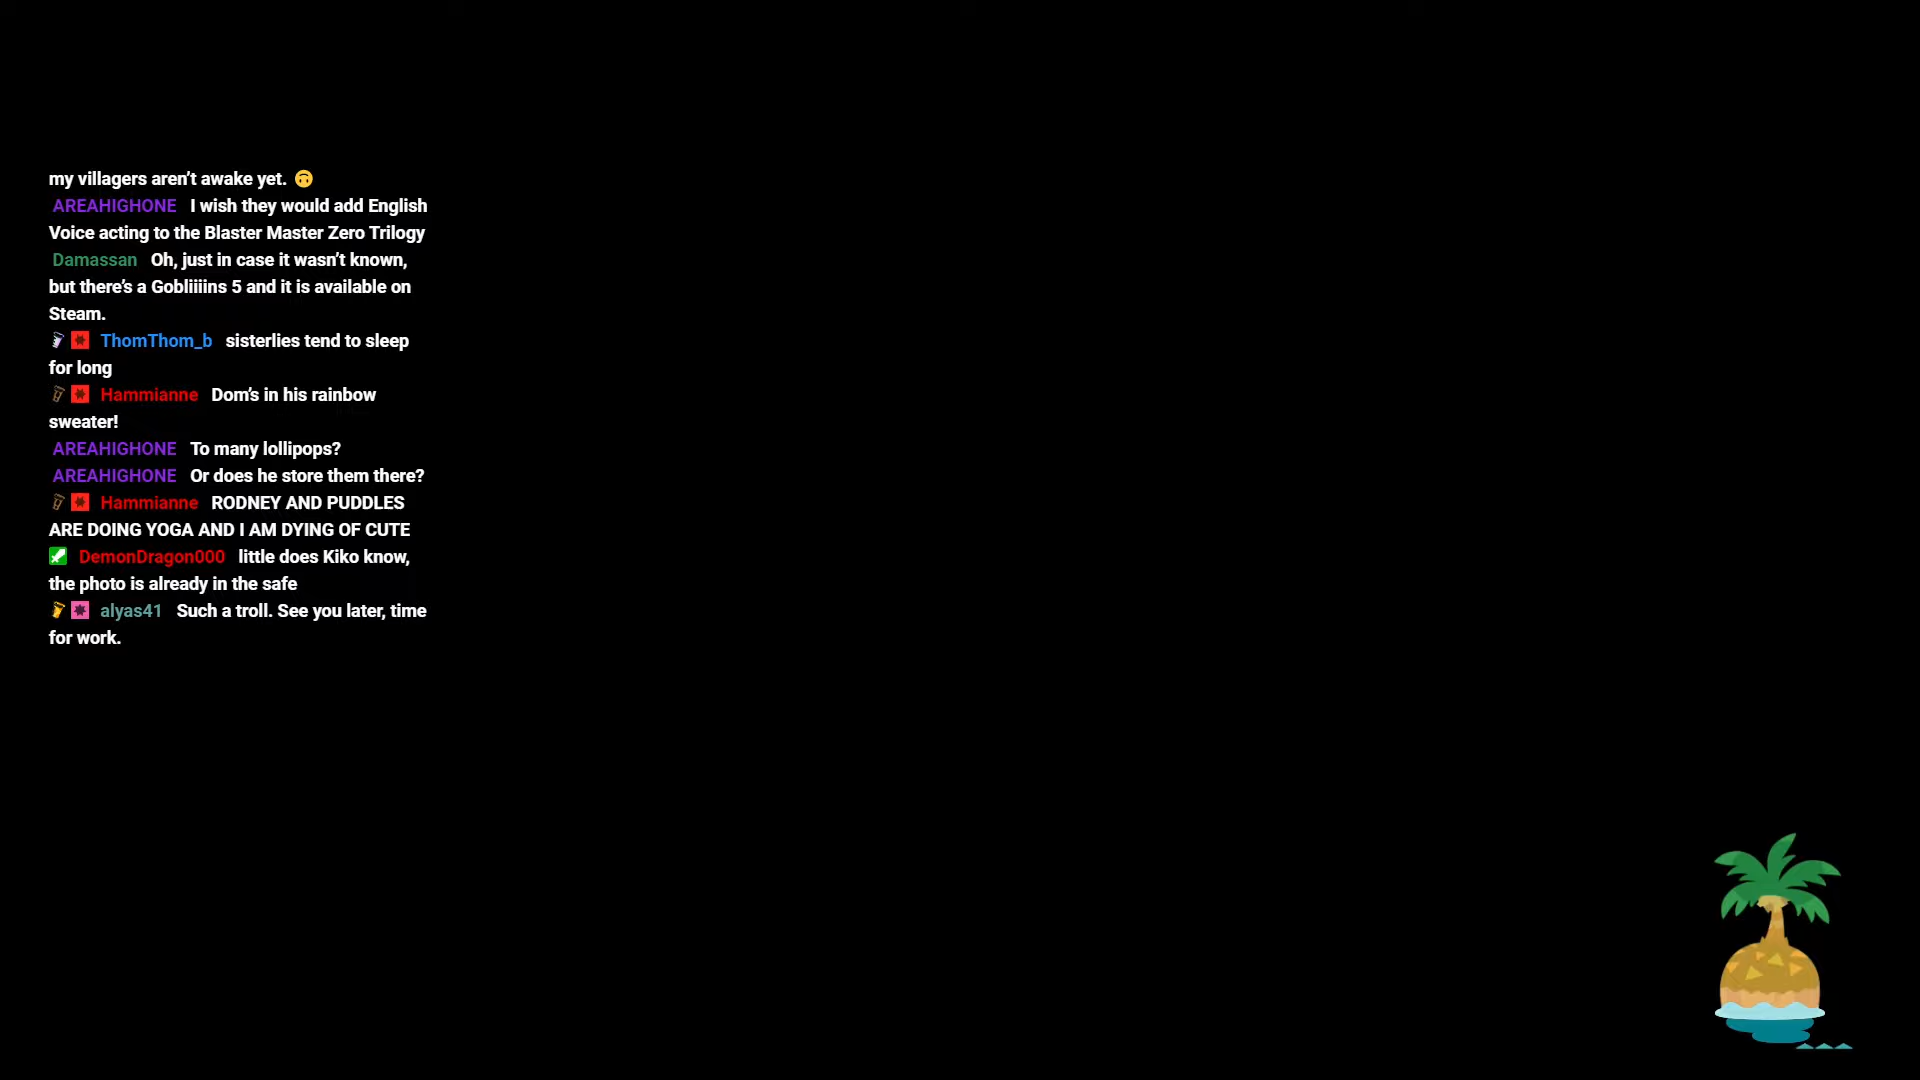 my villagers aren't awake yet. 🙃
AREAHIGHONE I wish they would add English
Voice acting to the Blaster Master Zero Trilogy
Damassan Oh, just in case it wasn't known,
but there's a Gobliiiins 5 and it is available on
Steam.
ThomThom_b sisterlies tend to sleep
for long
Hammianne Dom's in his rainbow
sweater!
AREAHIGHONE To many lollipops?
AREAHIGHONE Or does he store them there?
Hammianne RODNEY AND PUDDLES
ARE DOING YOGA AND I AM DYING OF CUTE
DemonDragon000 little does Kiko know,
the photo is already in the safe
alyas41 Such a troll. See you later, time
for work.